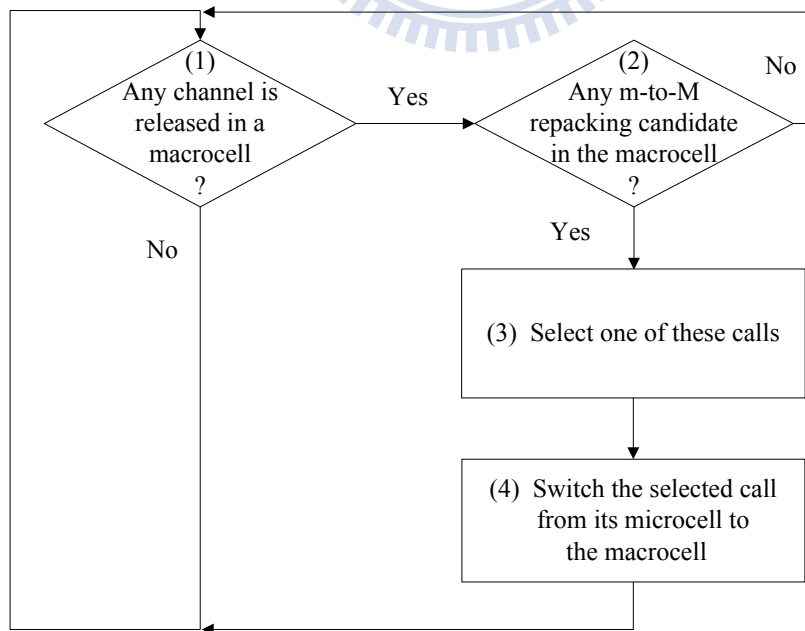 (1)
Any channel is
released in a
macrocell
?
Yes
(2)
Any m-to-M
repacking candidate
in the macrocell
?
No
No
Yes
(3) Select one of these calls
(4) Switch the selected call
from its microcell to
the macrocell